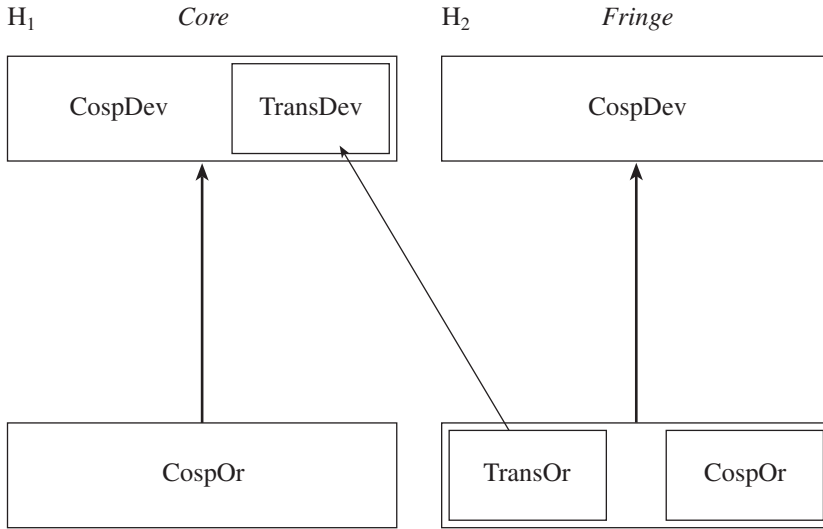 H₁ Core H₂ Fringe
CospDev TransDev CospDev
CospOr TransOr CospOr